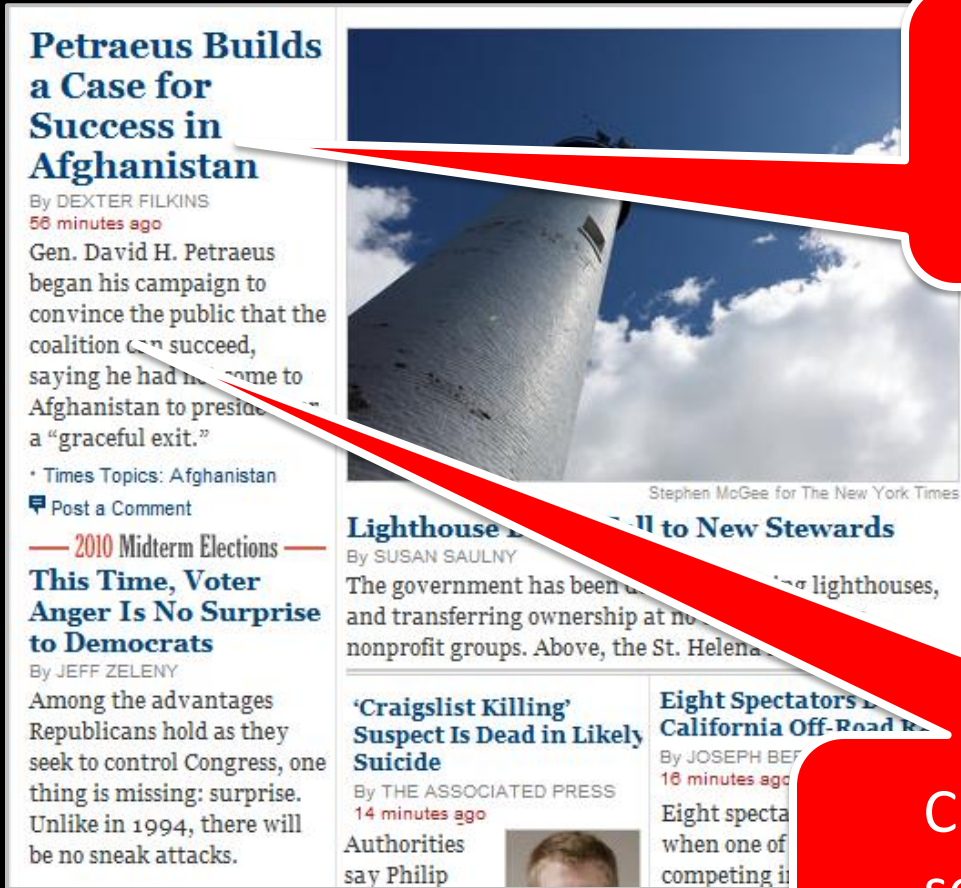 Petraeus Builds
a Case for
Success in
Afghanistan
By DEXTER FILKINS
56 minutes ago
Gen. David H. Petraeus
began his campaign to
convince the public that the
coalition can succeed,
saying he had not come to
Afghanistan to preside
a “graceful exit.”
• Times Topics: Afghanistan
Post a Comment
2010 Midterm Elections
This Time, Voter
Anger Is No Surprise
to Democrats
By JEFF ZELENY
Among the advantages
Republicans hold as they
seek to control Congress, one
thing is missing: surprise.
Unlike in 1994, there will
be no sneak attacks.
Stephen McGee for The New York Times
Lighthouse to New Stewards
By SUSAN SAULNY
The government has been lighthouses,
and transferring ownership at no
nonprofit groups. Above, the St. Helena
‘Craigslist Killing’
Suspect Is Dead in Likely
Suicide
By THE ASSOCIATED PRESS
14 minutes ago
Authorities
say Philip
Eight Spectators
California Off-Road
By JOSEPH
16 minutes ago
Eight
when one of
competing